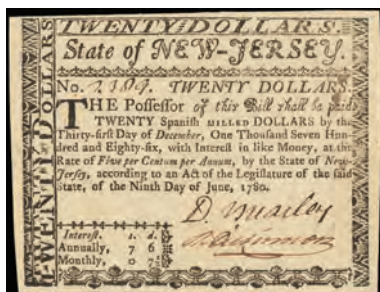 TWENTY DOLLARS.
State of NEW-JERSEY.
TWENTY DOLLARS
No. TWENTY DOLLARS.
THE Possessor of this Bill shall be paid
TWENTY Spanish MILLED DOLLARS by the
Thirty-first Day of December, One Thousand Seven Hun-
dred and Eighty-six, with Interest in like Money, at the
Rate of Five per Centum per Annum, by the State of New-
Jersey, according to an Act of the Legislature of the said
State, of the Ninth Day of June, 1780.
D.
Interest. s. d.
Annually, 7 6
Monthly, 0 7½